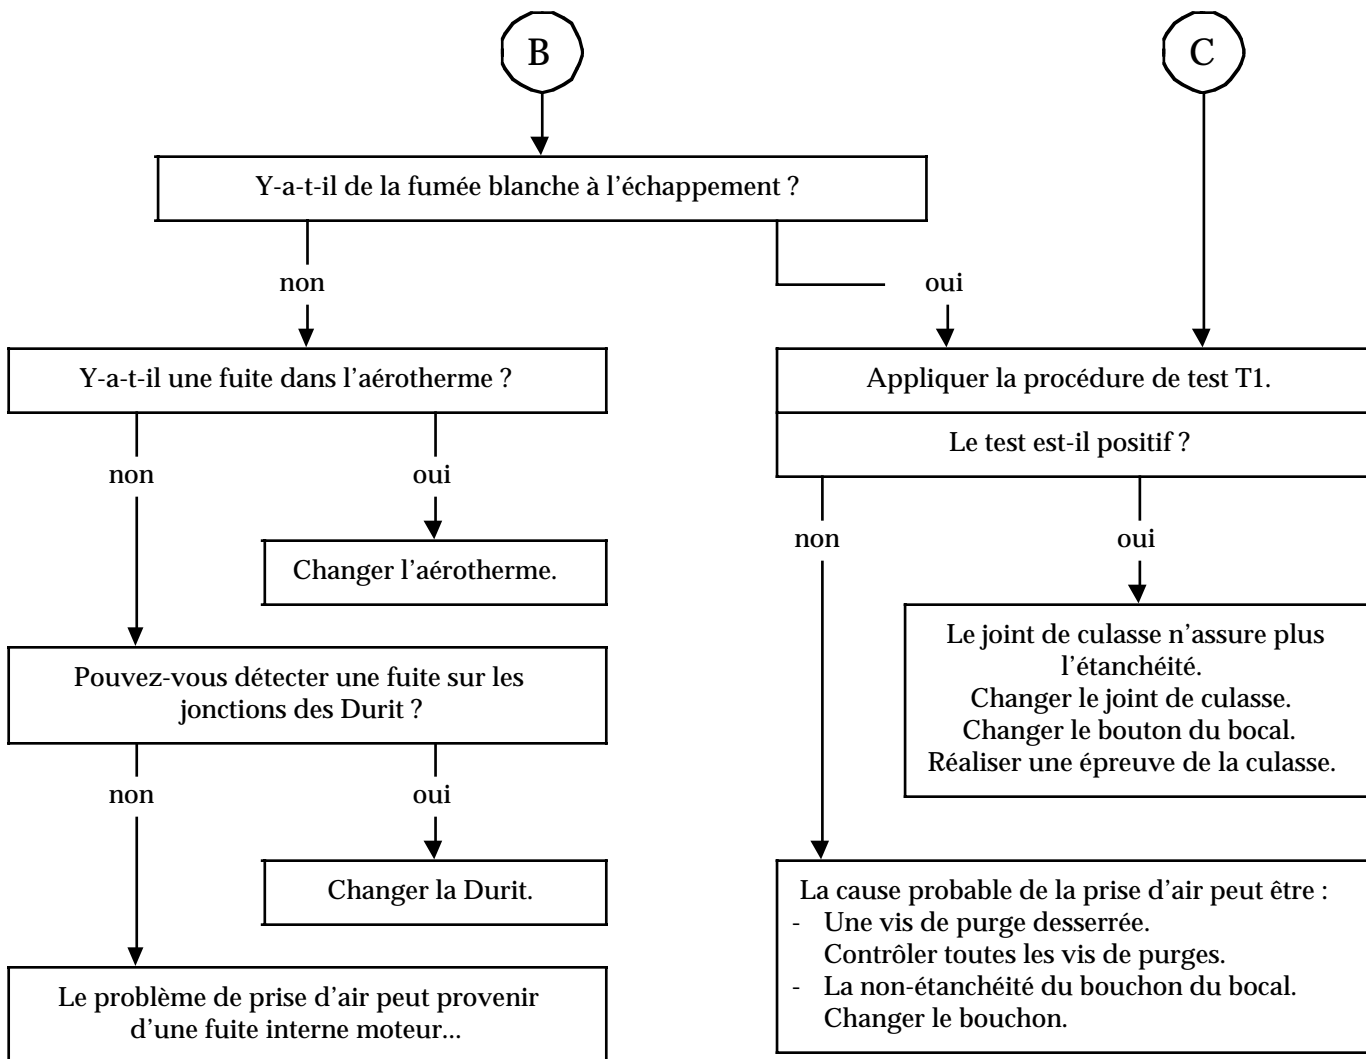 B
C
Y-a-t-il de la fumée blanche à l'échappement ?
non
oui
Y-a-t-il une fuite dans l'aérotherme ?
Appliquer la procédure de test T1.
Le test est-il positif ?
non
oui
non
oui
Changer l'aérotherme.
Le joint de culasse n'assure plus
l'étanchéité.
Changer le joint de culasse.
Changer le bouton du bocal.
Réaliser une épreuve de la culasse.
Pouvez-vous détecter une fuite sur les
jonctions des Durit ?
non
oui
Changer la Durit.
La cause probable de la prise d'air peut être :
- Une vis de purge desserrée.
Contrôler toutes les vis de purges.
- La non-étanchéité du bouchon du bocal.
Changer le bouchon.
Le problème de prise d'air peut provenir
d'une fuite interne moteur...